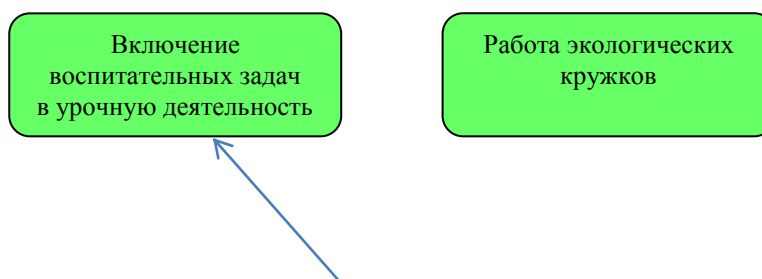 Включение
воспитательных задач
в урочную деятельность
Работа экологических
кружков